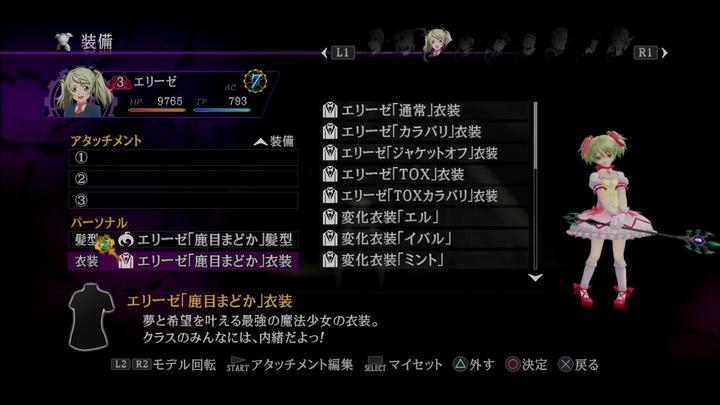 装備
L1
R1
3 エリーゼ AC. 7
HP 9765 TP 793
アタッチメント 装備
①
②
③
パーソナル
髪型 エリーゼ「鹿目まどか」髪型
衣装 エリーゼ「鹿目まどか」衣装
エリーゼ「通常」衣装
エリーゼ「カラバリ」衣装
エリーゼ「ジャケットオフ」衣装
エリーゼ「TOX」衣装
エリーゼ「TOXカラバリ」衣装
変化衣装「エル」
変化衣装「イバル」
変化衣装「ミント」
エリーゼ「鹿目まどか」衣装
夢と希望を叶える最強の魔法少女の衣装。
クラスのみんなには、内緒だよっ!
L2 R2 モデル回転 START アタッチメント編集 SELECT マイセット 外す 決定 戻る